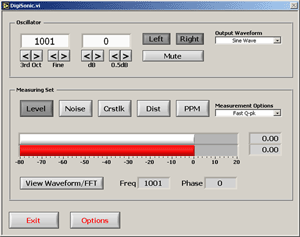 DigiSonic.vi
Oscillator
1001 0 Left Right Output Waveform
Sine Wave
< > < > < > < > Mute
3rd Oct Fine dB 0.5dB
Measuring Set
Level Noise Crstlk Dist PPM Measurement Options
Fast Q-pk
0.00
0.00
-80 -70 -60 -50 -40 -30 -20 -10 0 10 20
View Waveform/FFT Freq 1001 Phase 0
Exit Options